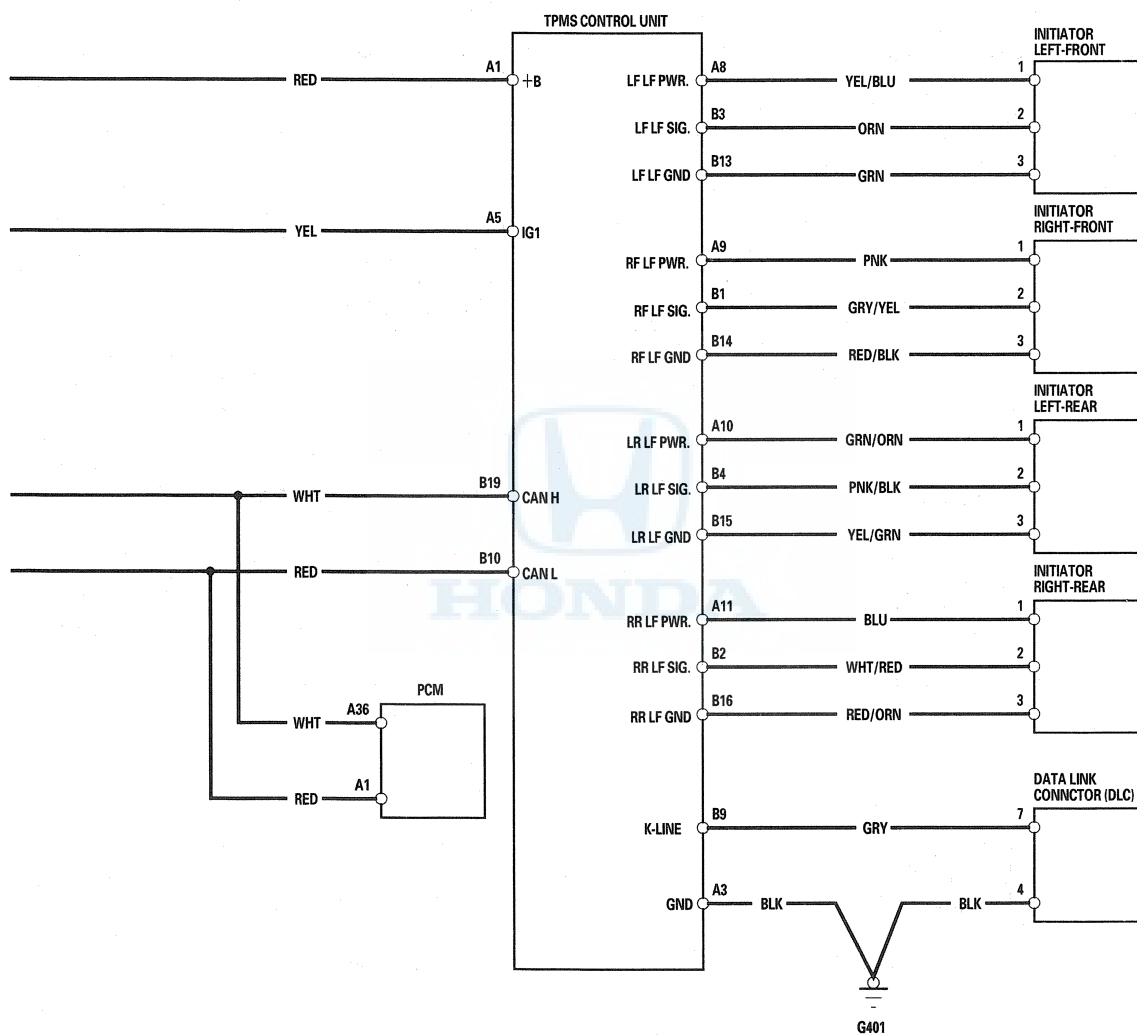 TPMS CONTROL UNIT
RED
A1
+B
YEL
A5
IG1
WHT
B19
CAN H
RED
B10
CAN L
PCM
WHT
A36
RED
A1
LF LF PWR.
A8
YEL/BLU
LF LF SIG.
B3
ORN
LF LF GND
B13
GRN
INITIATOR
LEFT-FRONT
1
2
3
RF LF PWR.
A9
PNK
RF LF SIG.
B1
GRY/YEL
RF LF GND
B14
RED/BLK
INITIATOR
RIGHT-FRONT
1
2
3
LR LF PWR.
A10
GRN/ORN
LR LF SIG.
B4
PNK/BLK
LR LF GND
B15
YEL/GRN
INITIATOR
LEFT-REAR
1
2
3
HONDA
RR LF PWR.
A11
BLU
RR LF SIG.
B2
WHT/RED
RR LF GND
B16
RED/ORN
INITIATOR
RIGHT-REAR
1
2
3
K-LINE
B9
GRY
GND
A3
BLK
BLK
DATA LINK
CONNCTOR (DLC)
7
4
G401